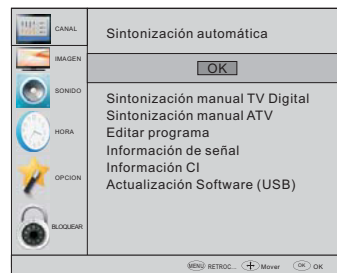 CANAL
IMAGEN
SONIDO
HORA
OPCION
BLOQUEAR
Sintonización automática
OK
Sintonización manual TV Digital
Sintonización manual ATV
Editar programa
Información de señal
Información CI
Actualización Software (USB)
MENU RETROC... Mover OK OK